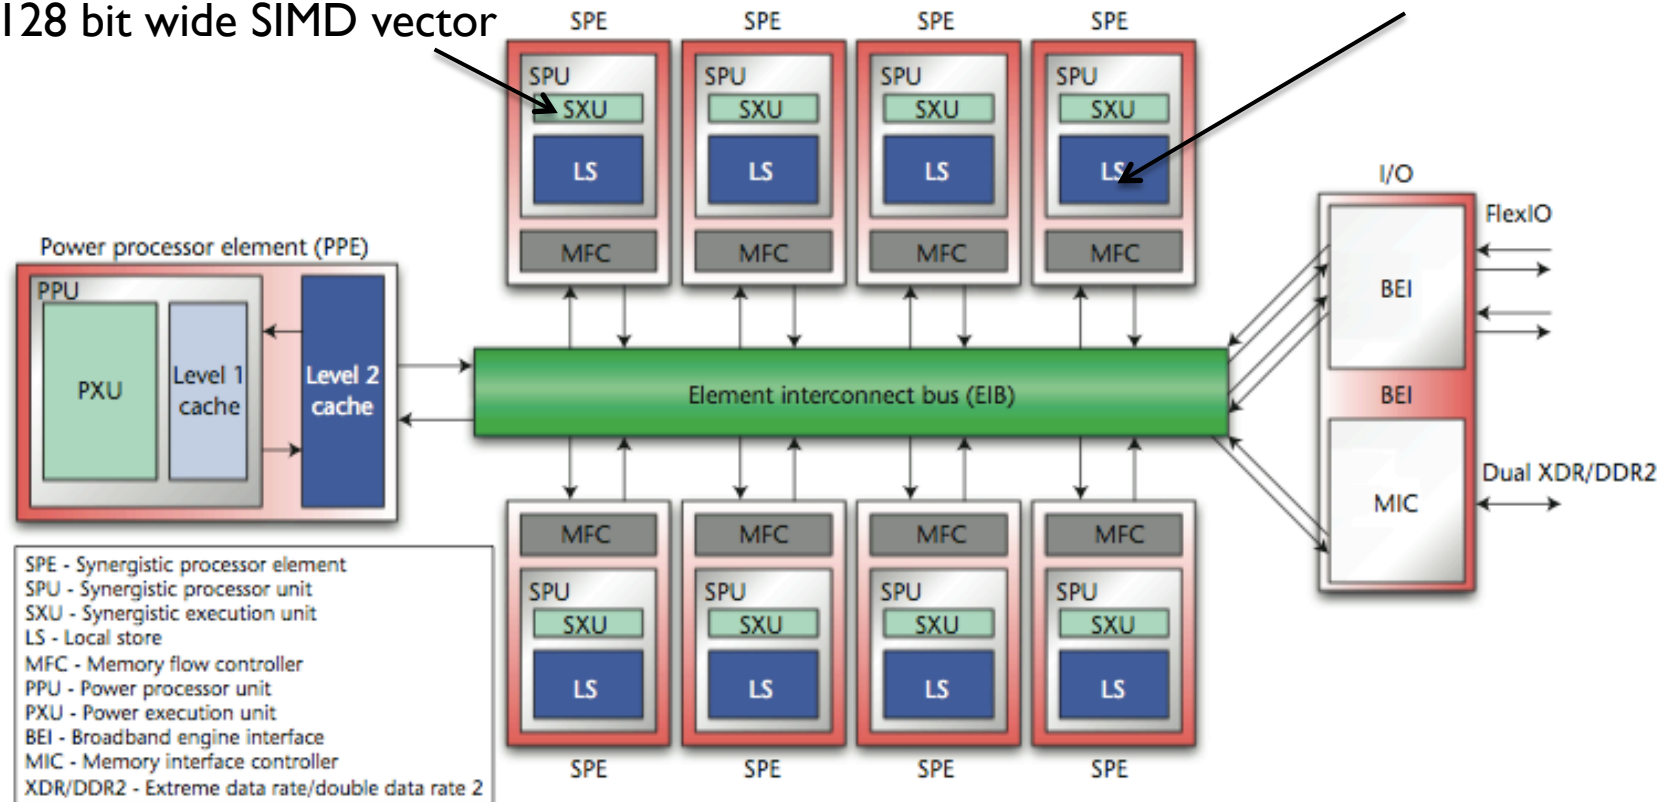 128 bit wide SIMD vector
SPE SPE SPE SPE
SPU SPU SPU SPU
SXU SXU SXU SXU
LS LS LS LS
MFC MFC MFC MFC
I/O
FlexIO
BEI
BEI
MIC
Dual XDR/DDR2
Power processor element (PPE)
PPU
PXU
Level 1
cache
Level 2
cache
Element interconnect bus (EIB)
MFC MFC MFC MFC
SPU SPU SPU SPU
SXU SXU SXU SXU
LS LS LS LS
SPE SPE SPE SPE
SPE - Synergistic processor element
SPU - Synergistic processor unit
SXU - Synergistic execution unit
LS - Local store
MFC - Memory flow controller
PPU - Power processor unit
PXU - Power execution unit
BEI - Broadband engine interface
MIC - Memory interface controller
XDR/DDR2 - Extreme data rate/double data rate 2